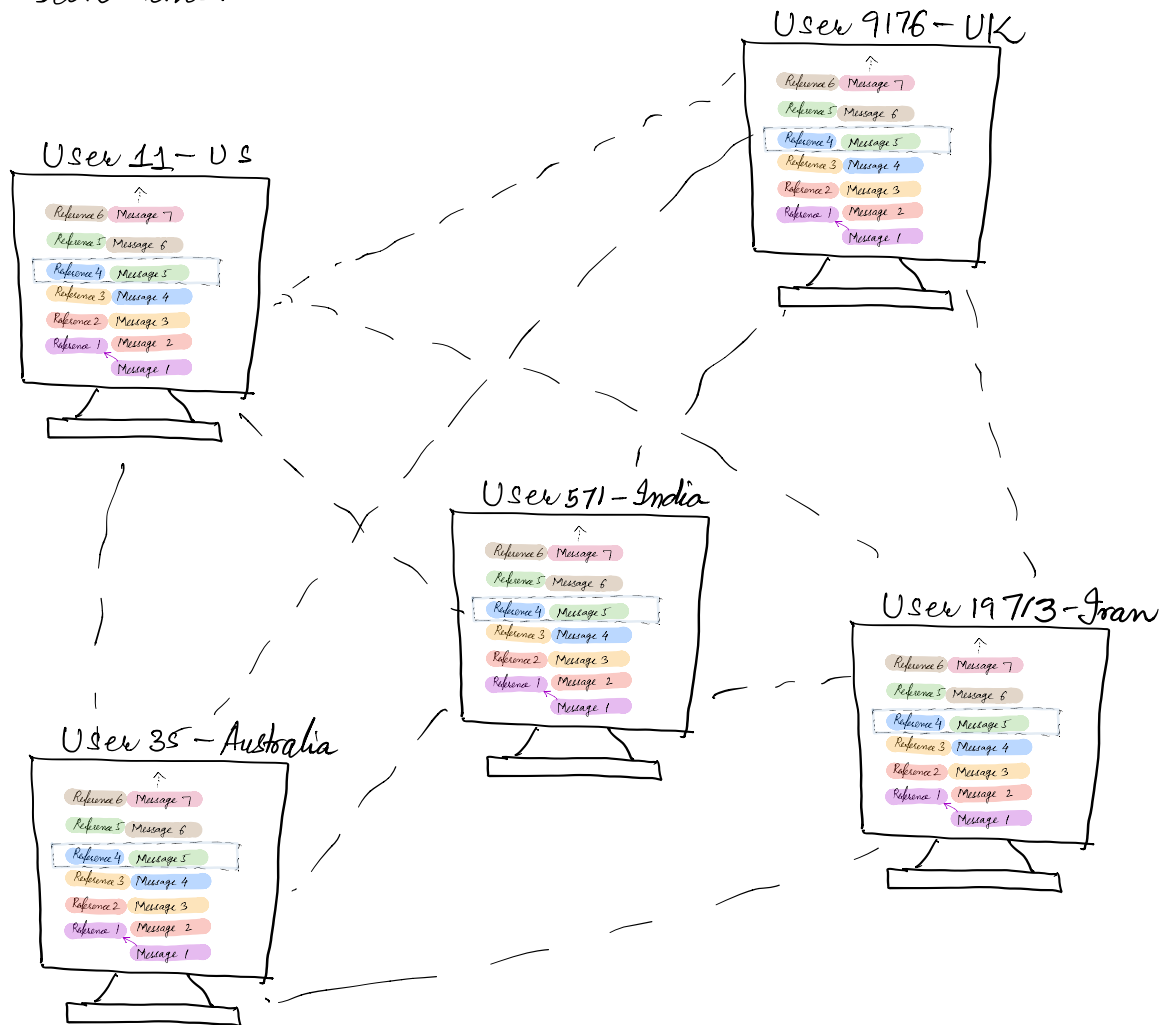 User 9176 - UK
Reference 6 Message 7
Reference 5 Message 6
Reference 4 Message 5
Reference 3 Message 4
Reference 2 Message 3
Reference 1 Message 2
Message 1
User 11 - US
Reference 6 Message 7
Reference 5 Message 6
Reference 4 Message 5
Reference 3 Message 4
Reference 2 Message 3
Reference 1 Message 2
Message 1
User 571 - India
Reference 6 Message 7
Reference 5 Message 6
Reference 4 Message 5
Reference 3 Message 4
Reference 2 Message 3
Reference 1 Message 2
Message 1
User 19713 - Iran
Reference 6 Message 7
Reference 5 Message 6
Reference 4 Message 5
Reference 3 Message 4
Reference 2 Message 3
Reference 1 Message 2
Message 1
User 35 - Australia
Reference 6 Message 7
Reference 5 Message 6
Reference 4 Message 5
Reference 3 Message 4
Reference 2 Message 3
Reference 1 Message 2
Message 1